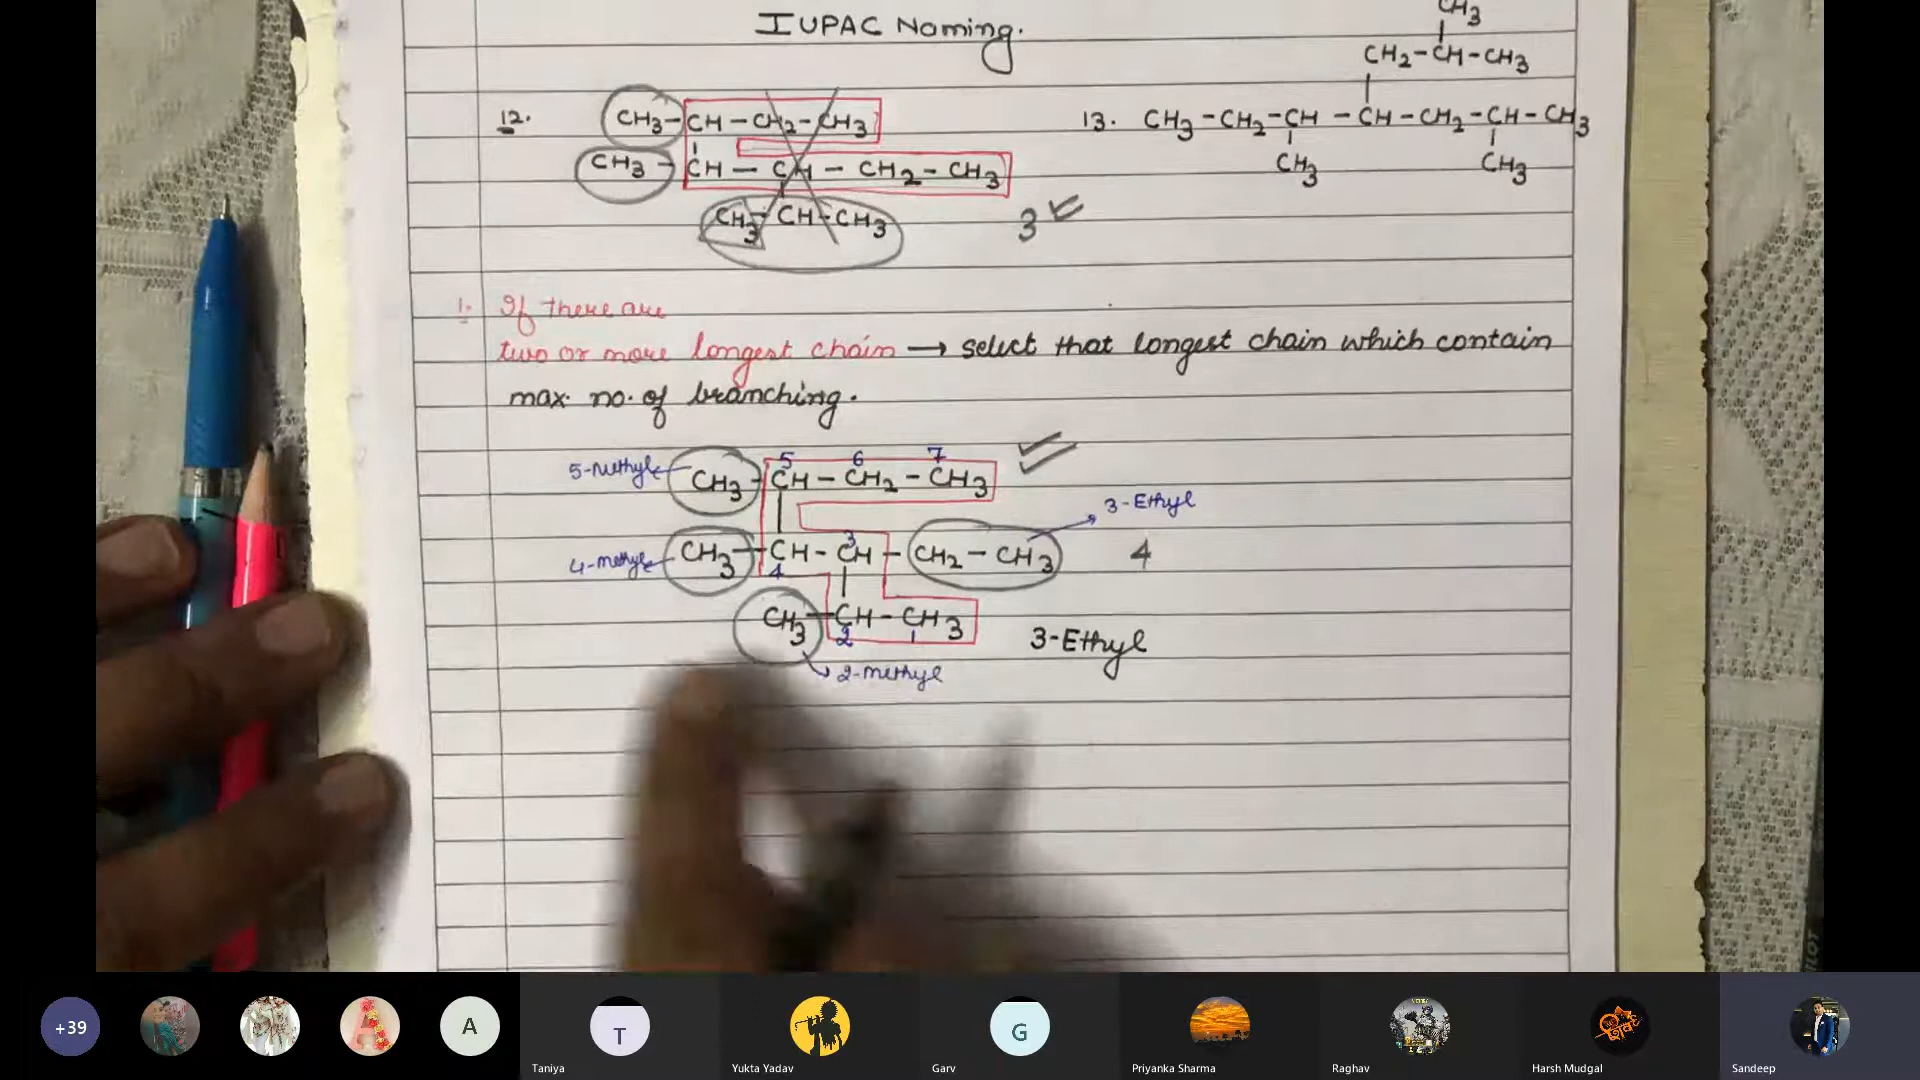 IUPAC Naming.
12. CH3-CH-CH2-CH3
CH3-CH-CH-CH2-CH3
CH3-CH-CH3
3
CH3
CH2-CH-CH3
13. CH3-CH2-CH-CH-CH2-CH-CH3
CH3 CH3
1. If there are
two or more longest chain → select that longest chain which contain
max. no. of branching.
5 6 7
5-methyl CH3-CH-CH2-CH3
3-Ethyl
3
4-methyl CH3-CH-CH-CH2-CH3 4
4
CH3-CH-CH3 3-Ethyl
2 1
2-methyl
+39
A
T
G
Taniya
Yukta Yadav
Garv
Priyanka Sharma
Raghav
Harsh Mudgal
Sandeep